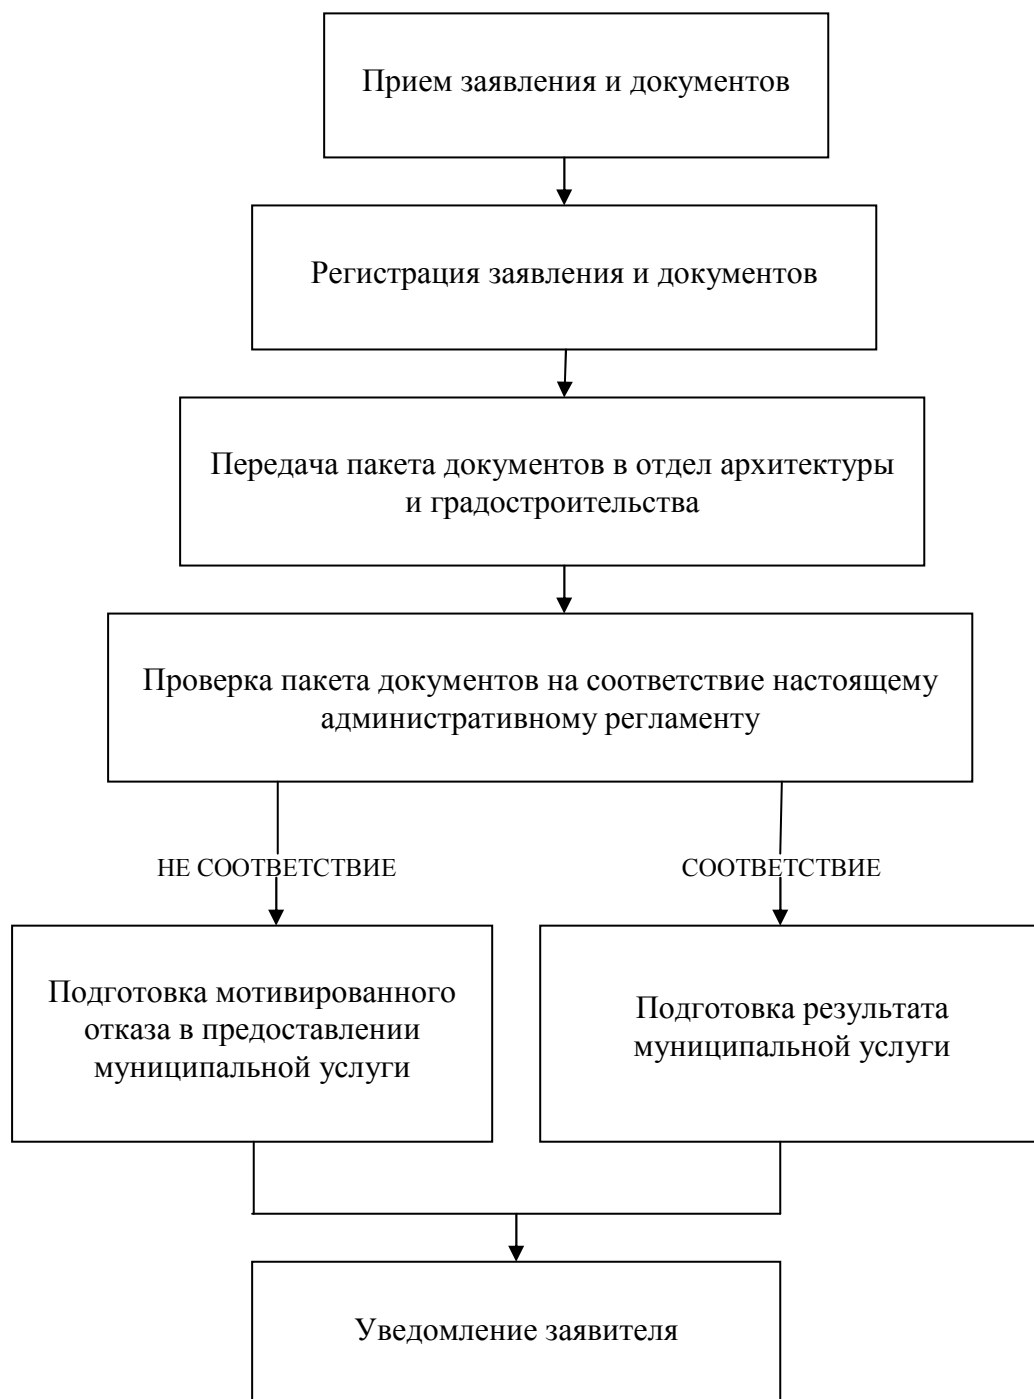 Прием заявления и документов
Регистрация заявления и документов
Передача пакета документов в отдел архитектуры
и градостроительства
Проверка пакета документов на соответствие настоящему
административному регламенту
НЕ СООТВЕТСТВИЕ
СООТВЕТСТВИЕ
Подготовка мотивированного
отказа в предоставлении
муниципальной услуги
Подготовка результата
муниципальной услуги
Уведомление заявителя